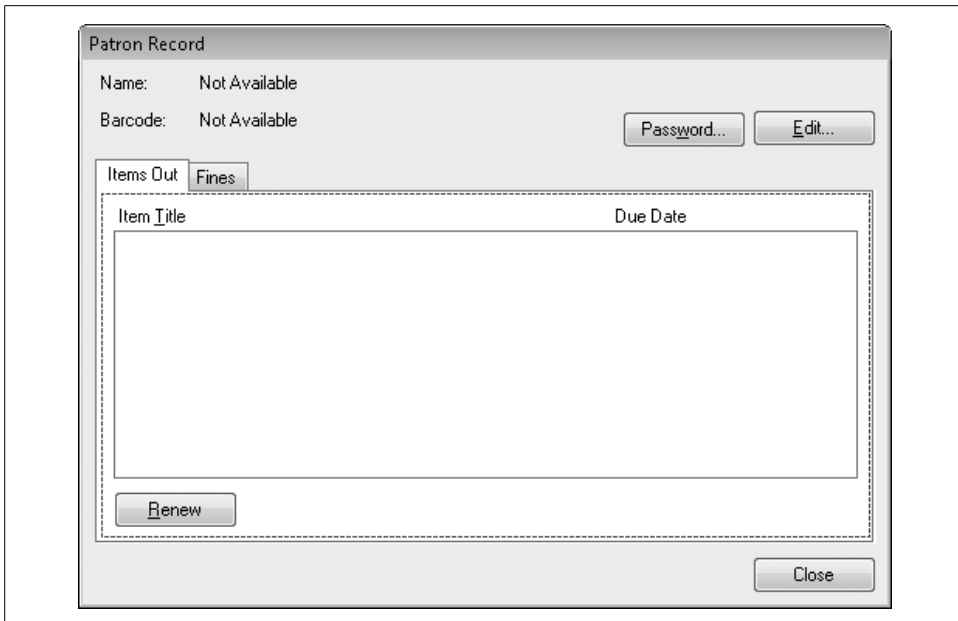 Patron Record
Name: Not Available
Barcode: Not Available
Password... Edit...
Items Out Fines
Item Title Due Date
Renew
Close